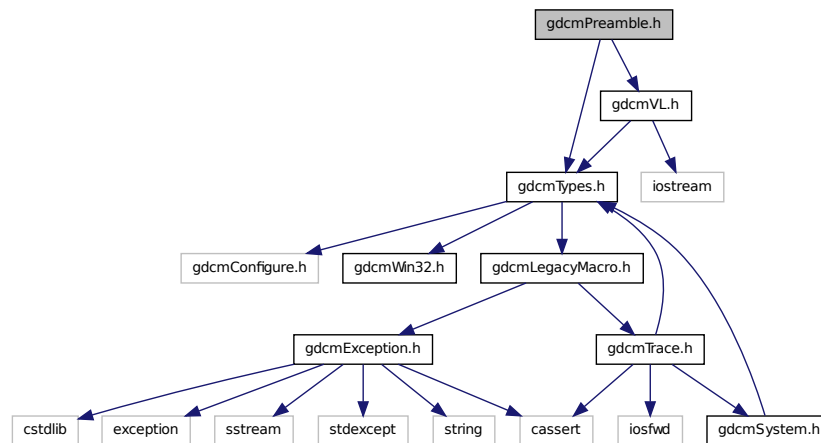 gdcmPreamble.h
gdcmVL.h
gdcmTypes.h
iostream
gdcmConfigure.h
gdcmWin32.h
gdcmLegacyMacro.h
gdcmException.h
gdcmTrace.h
cstdlib
exception
sstream
stdexcept
string
cassert
iosfwd
gdcmSystem.h